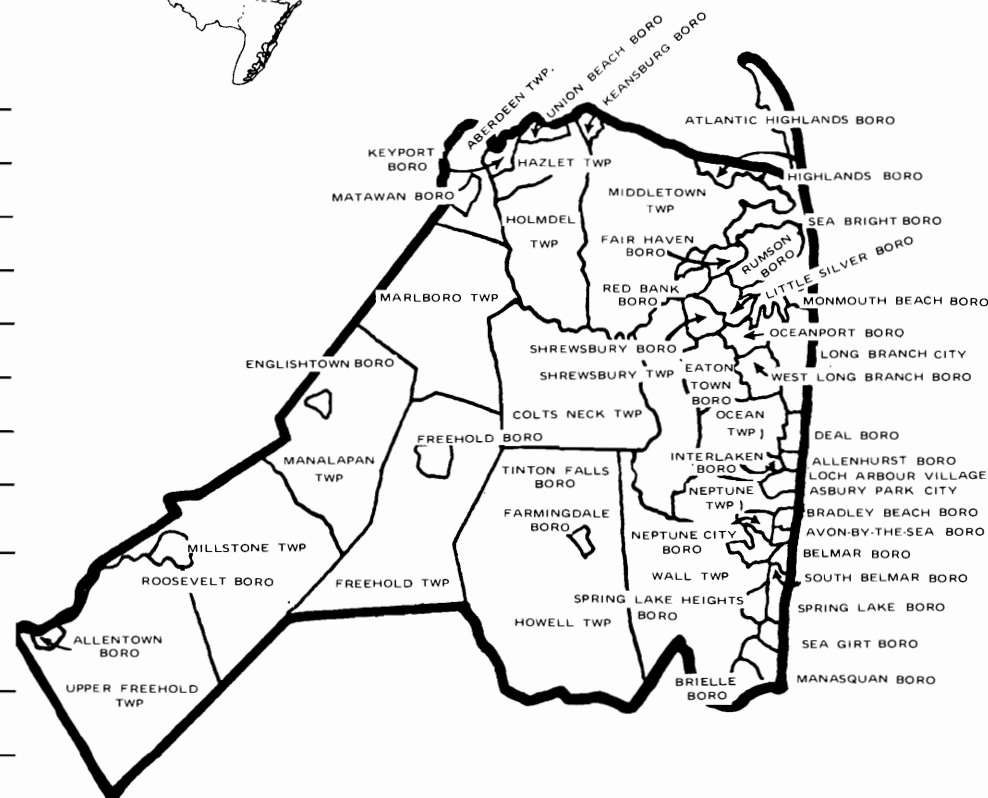 ABERDEEN TWP.
UNION BEACH BORO
KEANSBURG BORO
ATLANTIC HIGHLANDS BORO
KEYPORT
BORO
HAZLET TWP
HIGHLANDS BORO
MATAWAN BORO
MIDDLETOWN
TWP
HOLMDEL
TWP
SEA BRIGHT BORO
FAIR HAVEN
BORO
RUMSON
BORO
LITTLE SILVER BORO
RED BANK
BORO
MARLBORO TWP
MONMOUTH BEACH BORO
OCEANPORT BORO
SHREWSBURY BORO
LONG BRANCH CITY
ENGLISHTOWN BORO
SHREWSBURY TWP
EATON
TOWN
BORO
WEST LONG BRANCH BORO
COLTS NECK TWP
OCEAN
TWP
FREEHOLD BORO
DEAL BORO
MANALAPAN
TWP
INTERLAKEN
BORO
ALLENHURST BORO
TINTON FALLS
BORO
LOCH ARBOUR VILLAGE
NEPTUNE
TWP
ASBURY PARK CITY
FARMINGDALE
BORO
BRADLEY BEACH BORO
NEPTUNE CITY
BORO
AVON-BY-THE-SEA BORO
MILLSTONE TWP
BELMAR BORO
ROOSEVELT BORO
FREEHOLD TWP
WALL TWP
SOUTH BELMAR BORO
SPRING LAKE HEIGHTS
BORO
SPRING LAKE BORO
HOWELL TWP
ALLENTOWN
BORO
SEA GIRT BORO
UPPER FREEHOLD
TWP
BRIELLE
BORO
MANASQUAN BORO